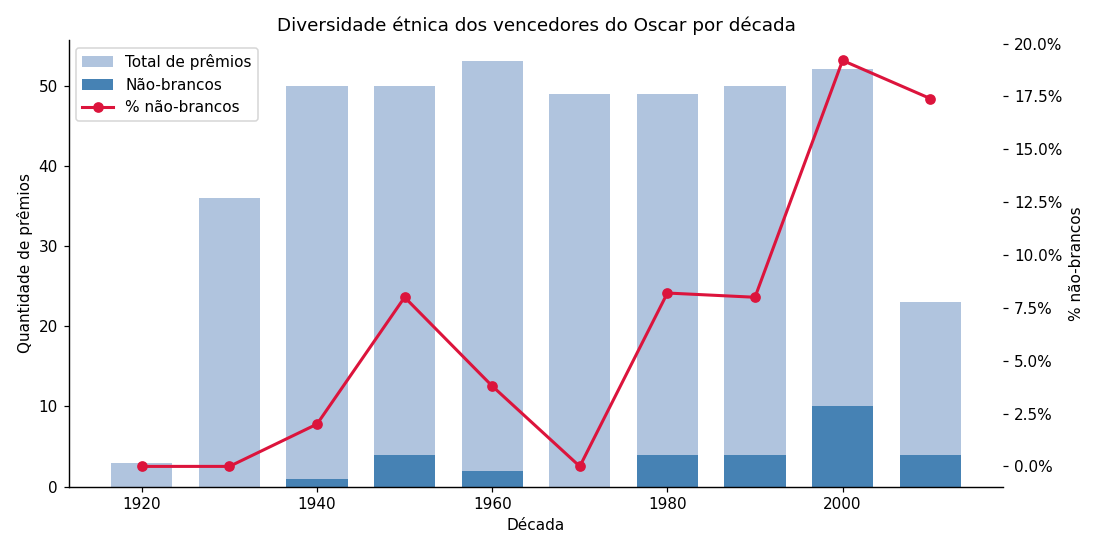 Diversidade étnica dos vencedores do Oscar por década
Total de prêmios
Não-brancos
% não-brancos
Quantidade de prêmios
50
40
30
20
10
0
20.0%
17.5%
15.0%
12.5%
10.0%
7.5%
5.0%
2.5%
0.0%
% não-brancos
1920 1940 1960 1980 2000
Década